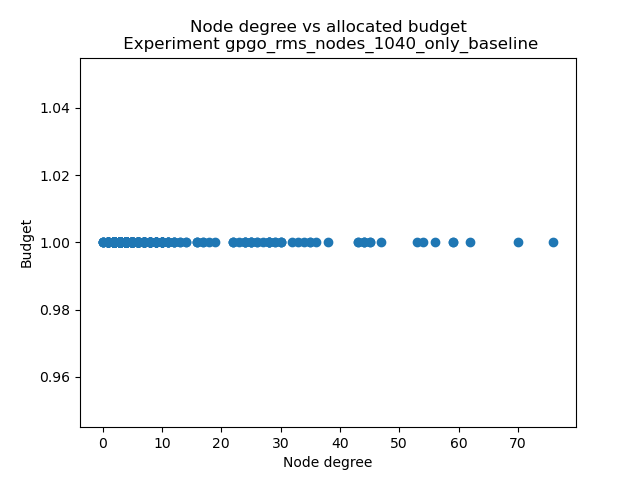 Node degree vs allocated budget
Experiment gpgo_rms_nodes_1040_only_baseline
1.04
1.02
1.00
0.98
0.96
Budget
0 10 20 30 40 50 60 70
Node degree